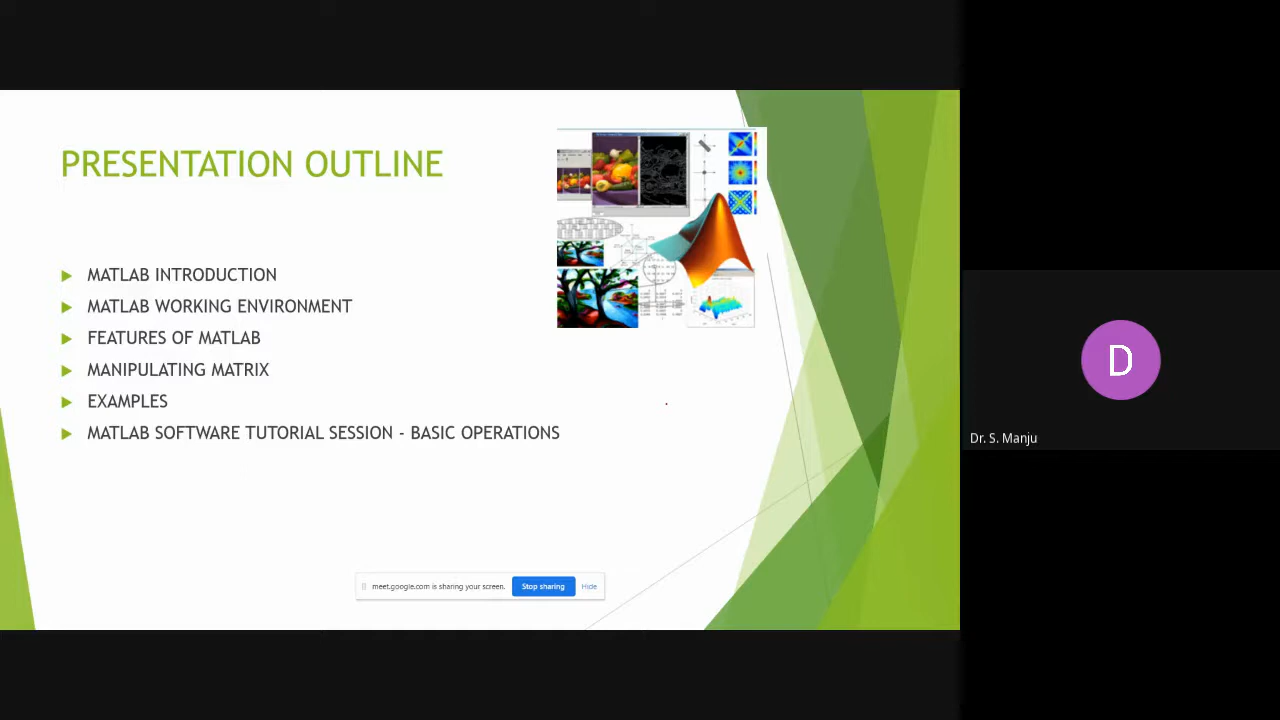 PRESENTATION OUTLINE
MATLAB INTRODUCTION
MATLAB WORKING ENVIRONMENT
FEATURES OF MATLAB
MANIPULATING MATRIX
EXAMPLES
MATLAB SOFTWARE TUTORIAL SESSION - BASIC OPERATIONS
meet.google.com is sharing your screen. Stop sharing Hide
D
Dr. S. Manju